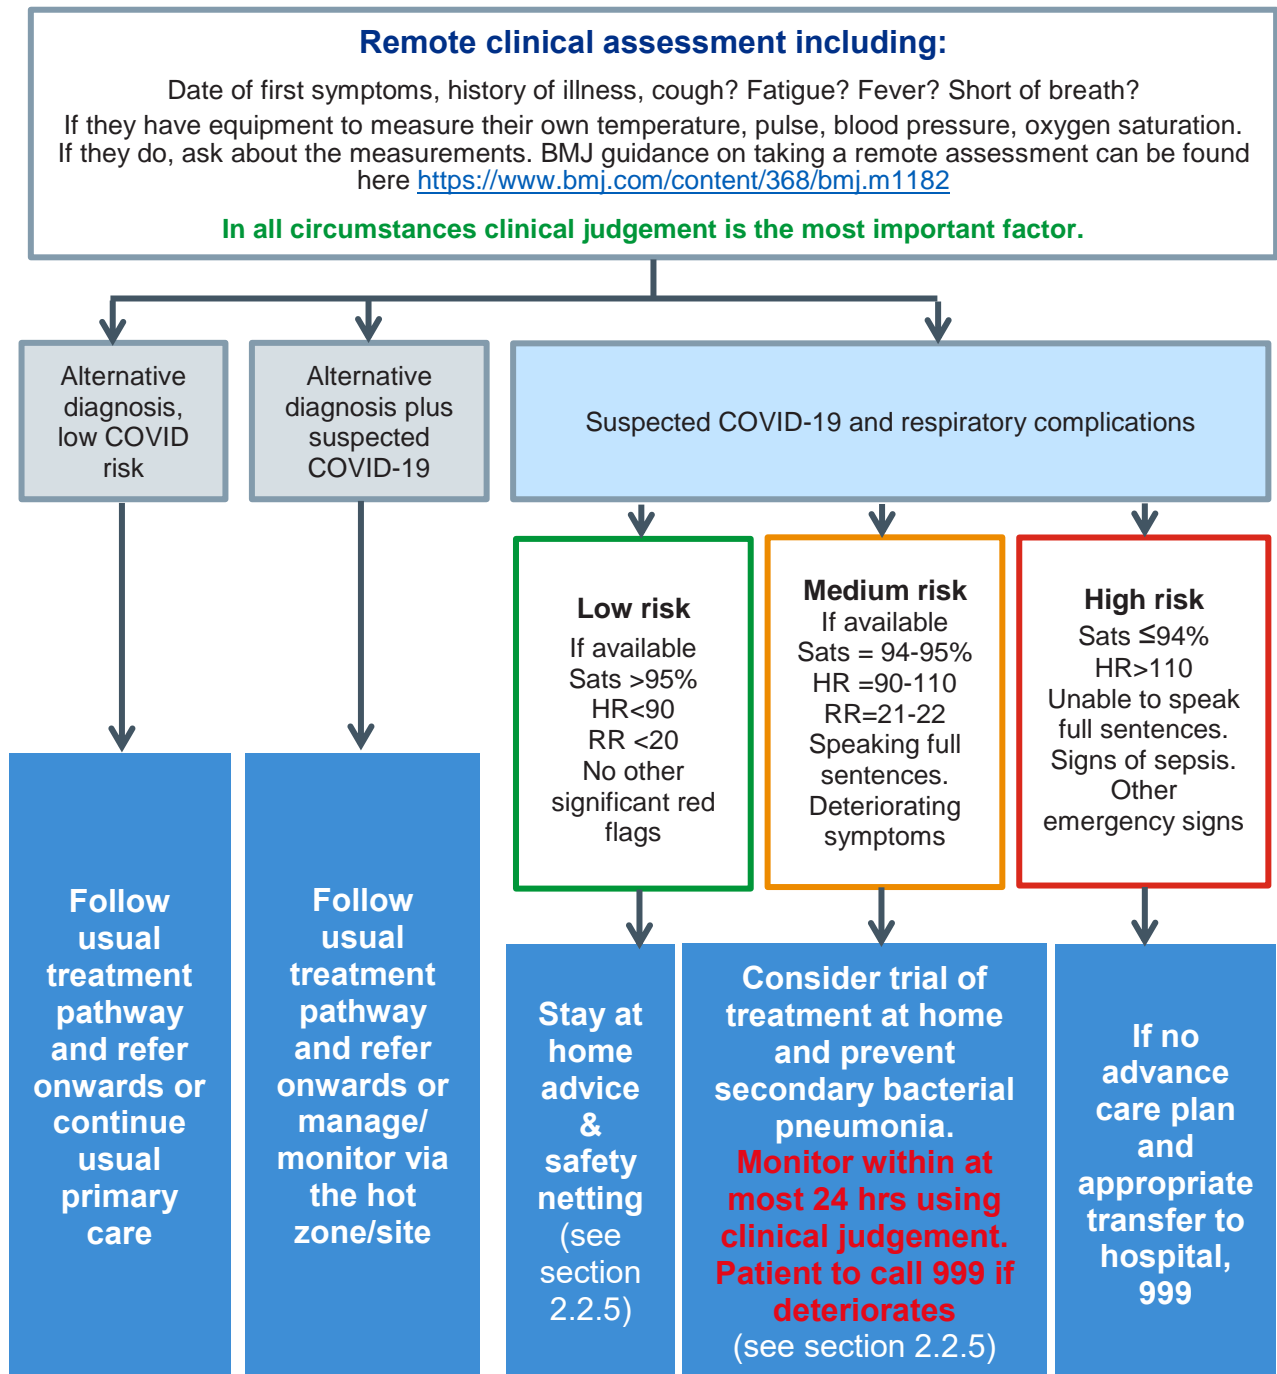 Remote clinical assessment including:
Date of first symptoms, history of illness, cough? Fatigue? Fever? Short of breath?
If they have equipment to measure their own temperature, pulse, blood pressure, oxygen saturation.
If they do, ask about the measurements. BMJ guidance on taking a remote assessment can be found
here https://www.bmj.com/content/368/bmj.m1182
In all circumstances clinical judgement is the most important factor.
Alternative
diagnosis,
low COVID
risk
Alternative
diagnosis plus
suspected
COVID-19
Suspected COVID-19 and respiratory complications
Low risk
If available
Sats >95%
HR<90
RR <20
No other
significant red
flags
Medium risk
If available
Sats = 94-95%
HR =90-110
RR=21-22
Speaking full
sentences.
Deteriorating
symptoms
High risk
Sats ≤94%
HR>110
Unable to speak
full sentences.
Signs of sepsis.
Other
emergency signs
Follow
usual
treatment
pathway
and refer
onwards or
continue
usual
primary
care
Follow
usual
treatment
pathway
and refer
onwards or
manage/
monitor via
the hot
zone/site
Stay at
home
advice
&
safety
netting
(see
section
2.2.5)
Consider trial of
treatment at home
and prevent
secondary bacterial
pneumonia.
Monitor within at
most 24 hrs using
clinical judgement.
Patient to call 999 if
deteriorates
(see section 2.2.5)
If no
advance
care plan
and
appropriate
transfer to
hospital,
999